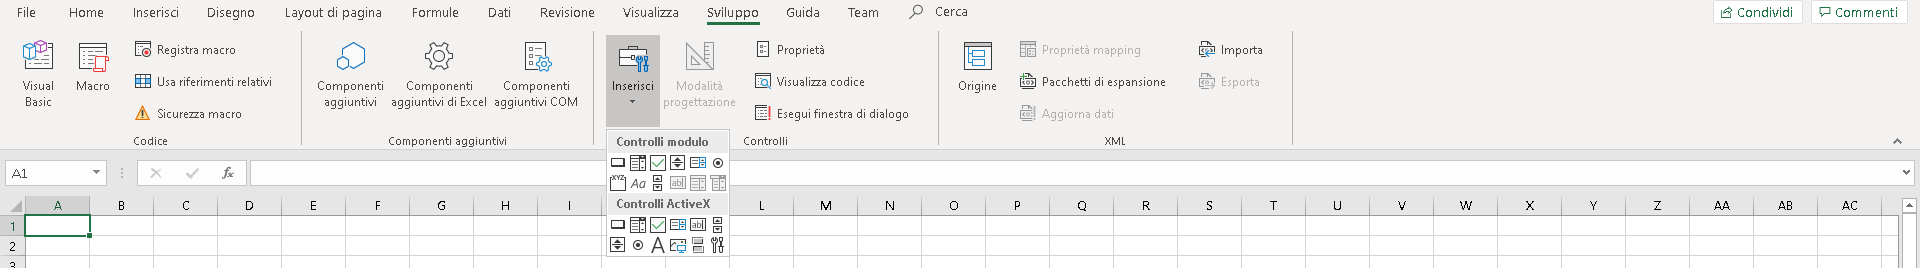 File Home Inserisci Disegno Layout di pagina Formule Dati Revisione Visualizza Sviluppo Guida Team Cerca Condividi Commenti
Visual Basic
Macro
Registra macro
Usa riferimenti relativi
Sicurezza macro
Codice
Componenti aggiuntivi
Componenti aggiuntivi di Excel
Componenti aggiuntivi COM
Componenti aggiuntivi
Inserisci
Modalità progettazione
Proprietà
Visualizza codice
Esegui finestra di dialogo
Controlli
Origine
Proprietà mapping
Pacchetti di espansione
Aggiorna dati
Importa
Esporta
XML
Controlli modulo
XYZ Aa ab|
Controlli ActiveX
ab|
A
A1 fx
A B C D E F G H I L M N O P Q R S T U V W X Y Z AA AB AC
1
2
3